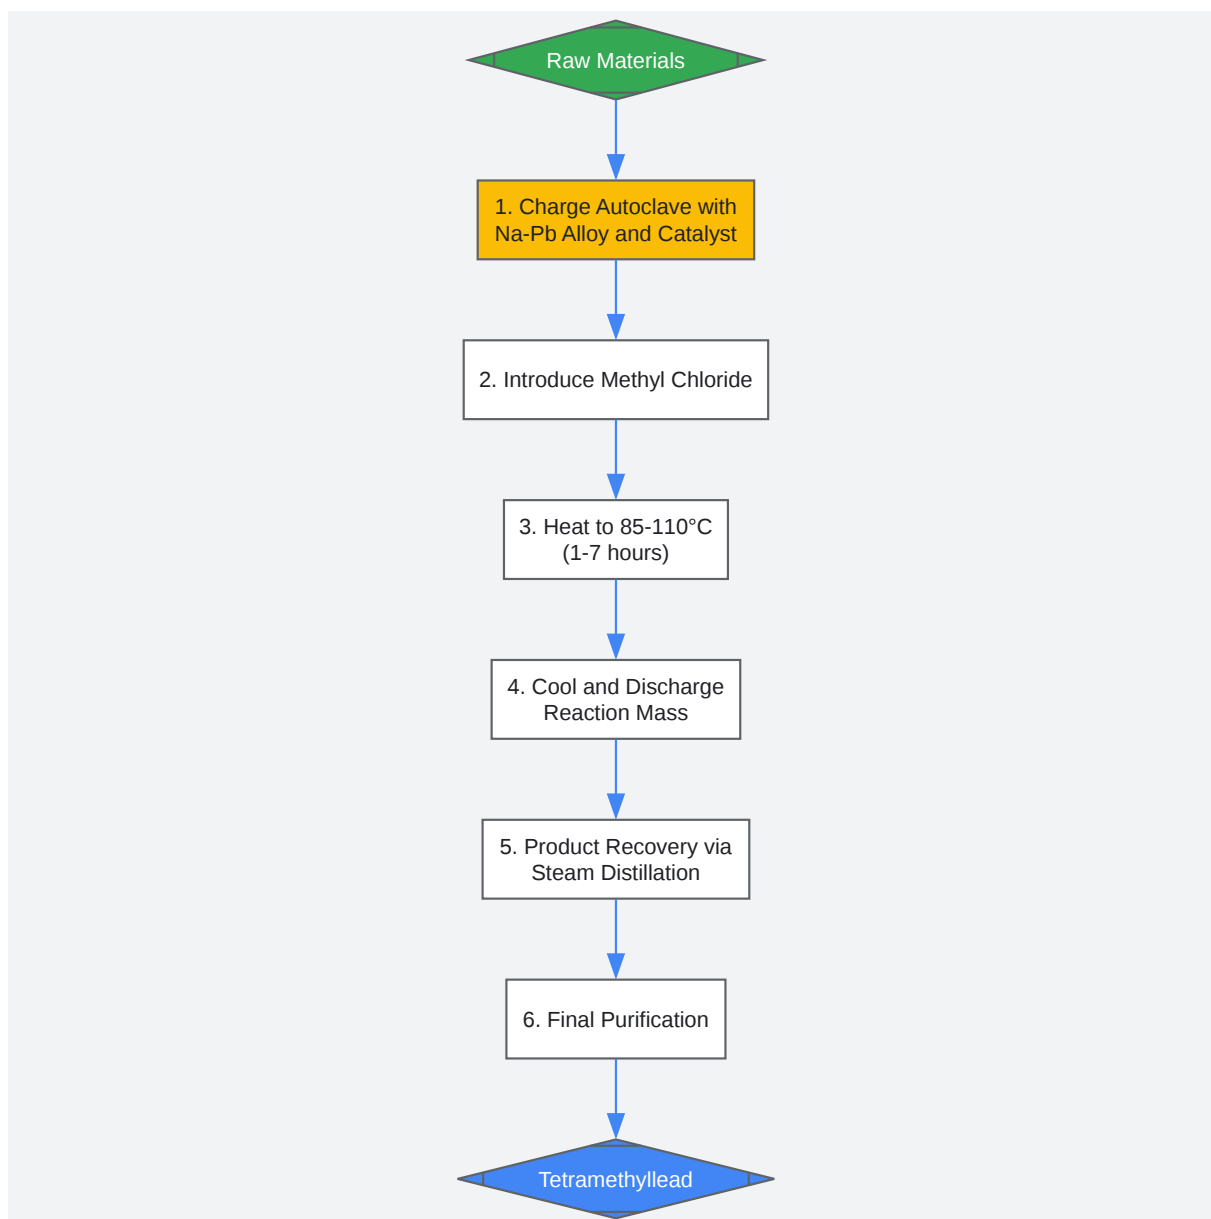 Raw Materials
1. Charge Autoclave with
Na-Pb Alloy and Catalyst
2. Introduce Methyl Chloride
3. Heat to 85-110°C
(1-7 hours)
4. Cool and Discharge
Reaction Mass
5. Product Recovery via
Steam Distillation
6. Final Purification
Tetramethyllead